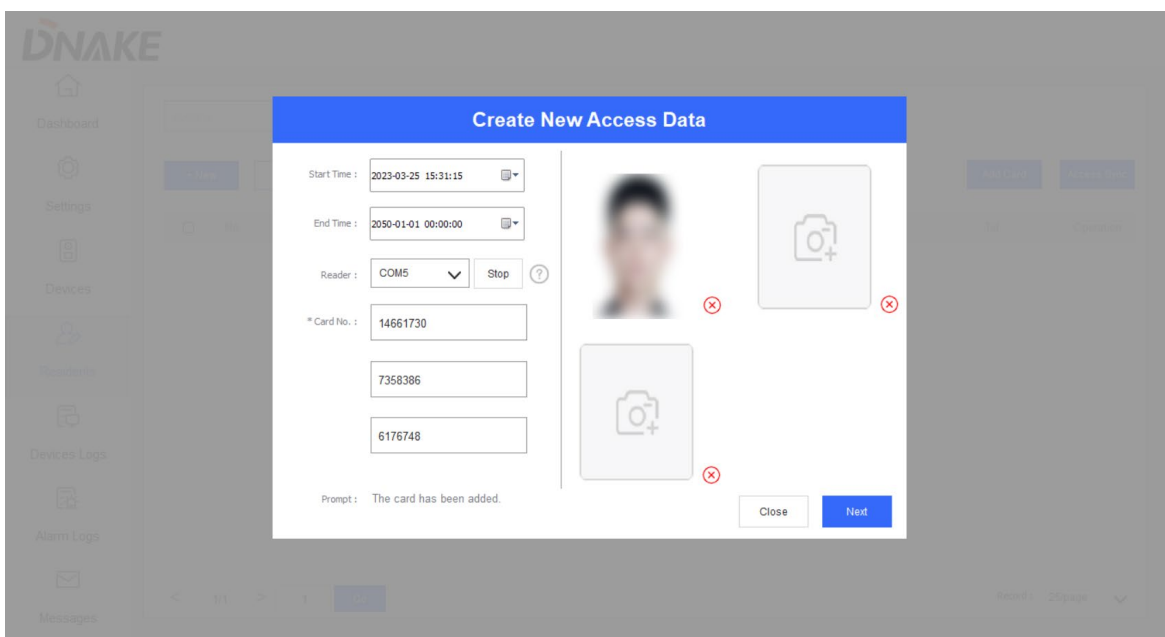 DNAKE
Dashboard
Settings
Devices
Residents
Devices Logs
Alarm Logs
Messages
+ New
Add Card
Create New Access Data
Start Time : 2023-03-25 15:31:15
End Time : 2050-01-01 00:00:00
Reader : COM5 Stop ?
* Card No. : 14661730
7358386
6176748
Prompt : The card has been added.
Close Next
< 1/1 > 1 Go
25/page